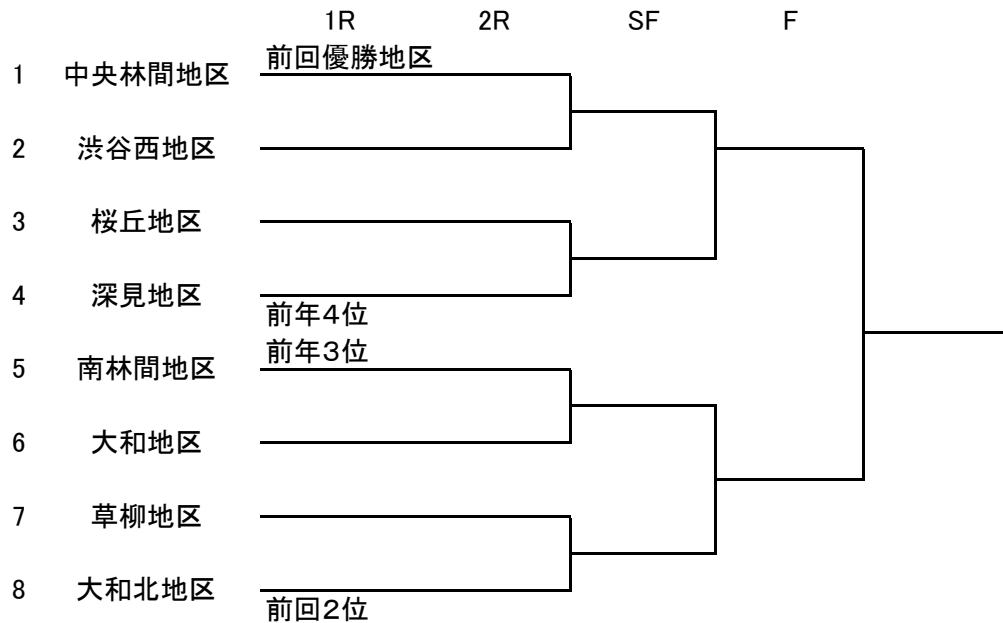 1R 2R SF F
前回優勝地区
1 中央林間地区
2 渋谷西地区
3 桜丘地区
4 深見地区
前年4位
前年3位
5 南林間地区
6 大和地区
7 草柳地区
8 大和北地区
前回2位